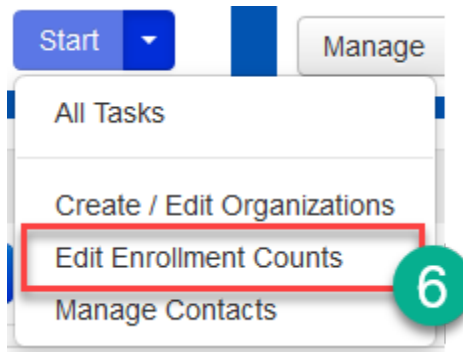 Start
Manage
All Tasks
Create / Edit Organizations
Edit Enrollment Counts
6
Manage Contacts